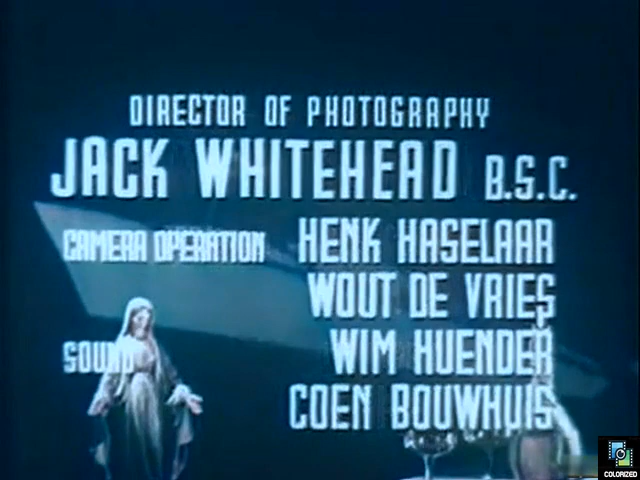 DIRECTOR OF PHOTOGRAPHY
JACK WHITEHEAD B.S.C.
CAMERA OPERATION HENK HASELAAR
WOUT DE VRIES
SOUND WIM HUENDER
COEN BOUWHUIS
COLORIZED